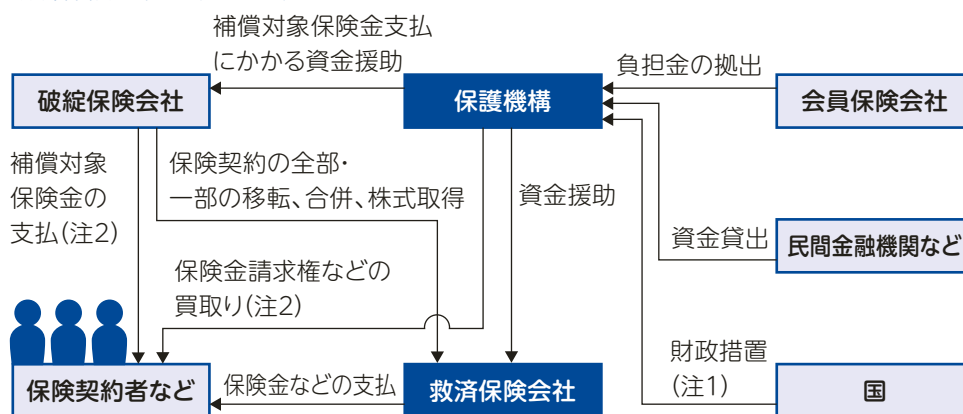 補償対象保険金支払
にかかる資金援助
負担金の拠出
破綻保険会社
保護機構
会員保険会社
補償対象
保険金の
支払(注2)
保険契約の全部・
一部の移転、合併、株式取得
資金援助
資金貸出
民間金融機関など
保険金請求権などの
買取り(注2)
財政措置
(注1)
保険契約者など
保険金などの支払
救済保険会社
国